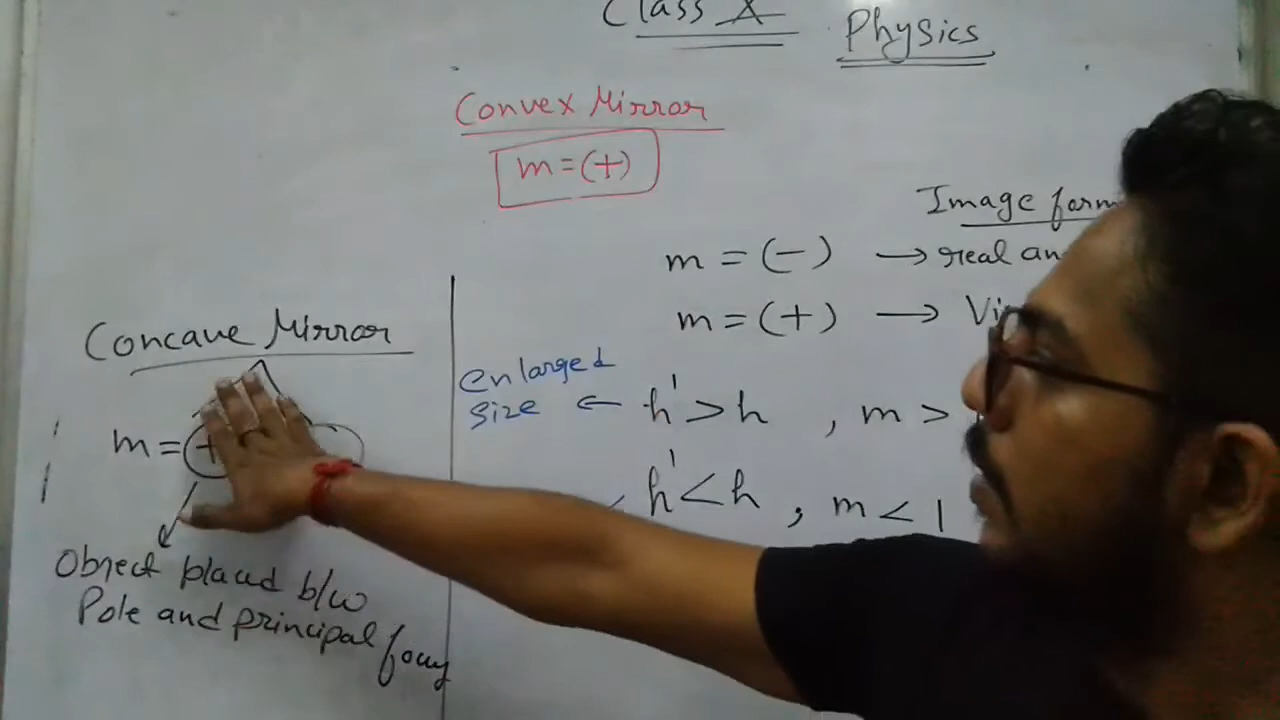 Class X
Physics
Convex Mirror
m = (+)
Image form
m = (-) → real an
m = (+) → Vi
Concave Mirror
m = (+
enlarged
size ← h' > h , m >
h' < h , m < 1
Object placed b/w
Pole and principal focus